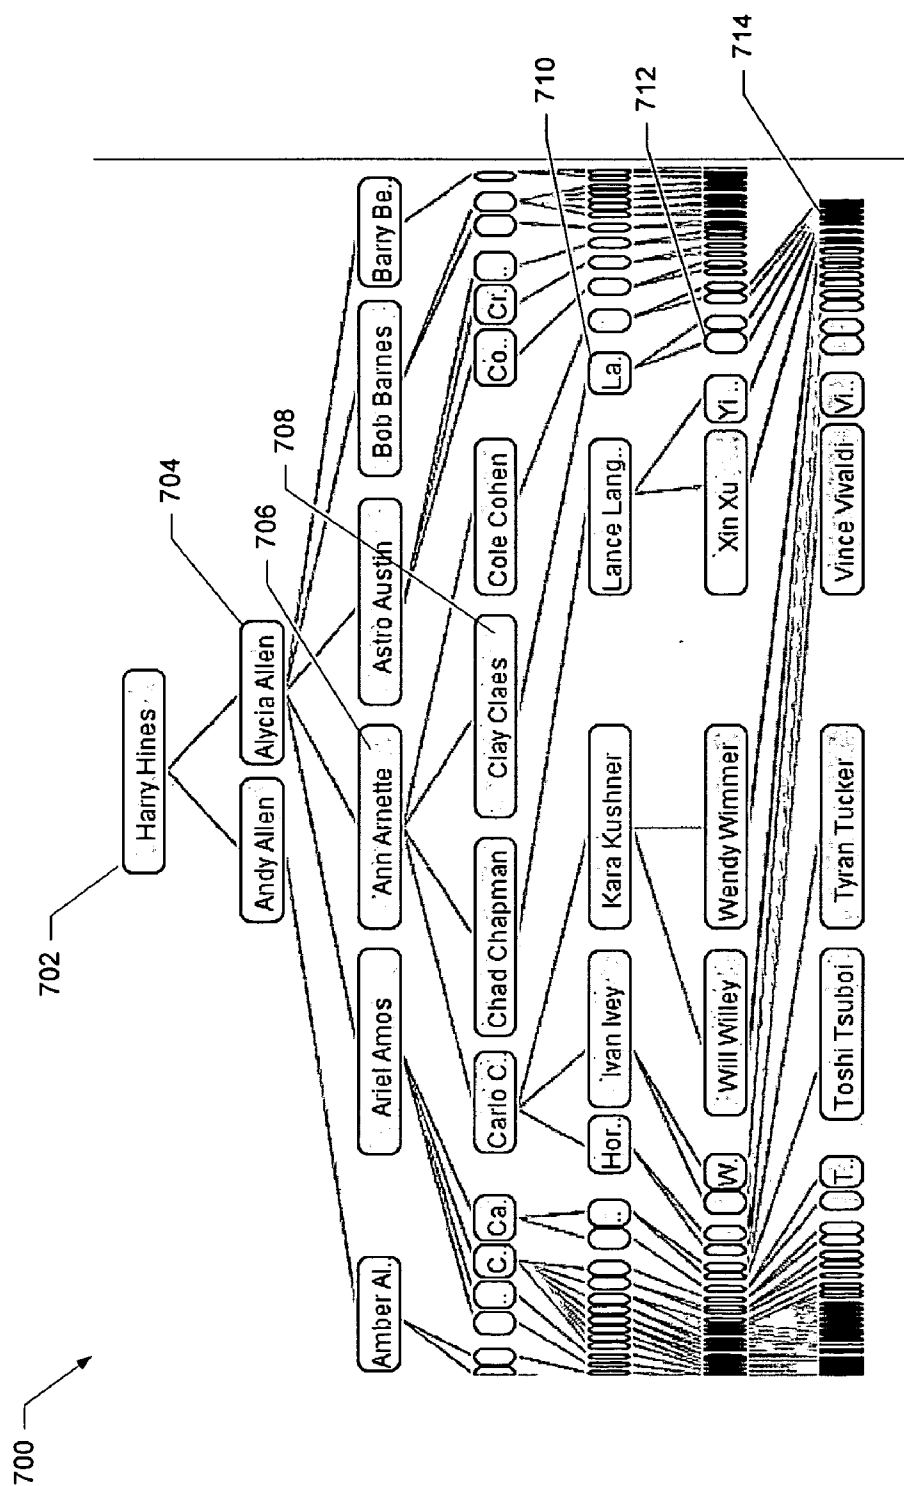 700
702
Harry Hines
704
Andy Allen
Alycia Allen
706
708
Amber Al..
Ariel Amos
Ann Arnette
Astro Austin
Bob Barnes
Barry Be..
C.
Ca.
Carlo C.
Chad Chapman
Clay Claes
Cole Cohen
Co..
Cr.
..
710
..
Hor..
Ivan Ivey
Kara Kushner
Lance Lang..
La.
712
W.
Will Willey
Wendy Wimmer
Xin Xu
Yi..
714
T..
Toshi Tsuboi
Tyran Tucker
Vince Vivaldi
Vi..